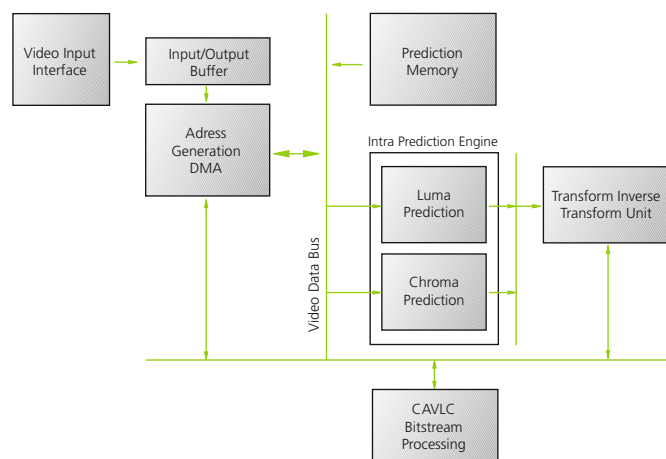 Video Input
Interface
Input/Output
Buffer
Prediction
Memory
Adress
Generation
DMA
Intra Prediction Engine
Luma
Prediction
Transform Inverse
Transform Unit
Video Data Bus
Chroma
Prediction
CAVLC
Bitstream
Processing